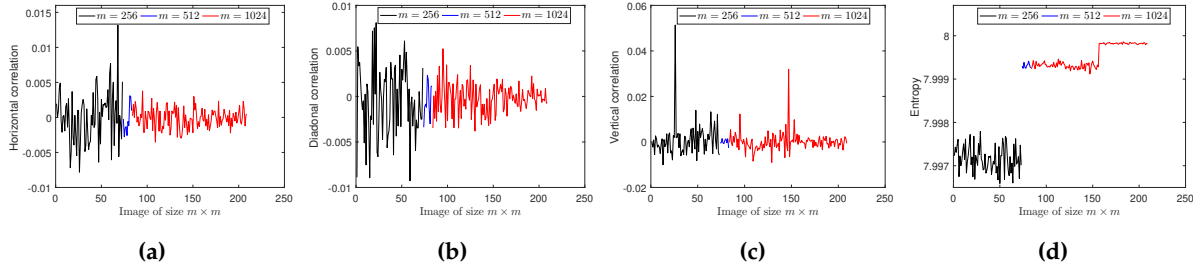 m = 256 m = 512 m = 1024
0.015
0.01
0.005
0
-0.005
-0.01
Horizontal correlation
0 50 100 150 200 250
Image of size m × m
(a)
m = 256 m = 512 m = 1024
0.01
0.005
0
-0.005
-0.01
Diadonal correlation
0 50 100 150 200 250
Image of size m × m
(b)
m = 256 m = 512 m = 1024
0.06
0.04
0.02
0
-0.02
Vertical correlation
0 50 100 150 200 250
Image of size m × m
(c)
m = 256 m = 512 m = 1024
8
7.999
7.998
7.997
Entropy
0 50 100 150 200 250
Image of size m × m
(d)